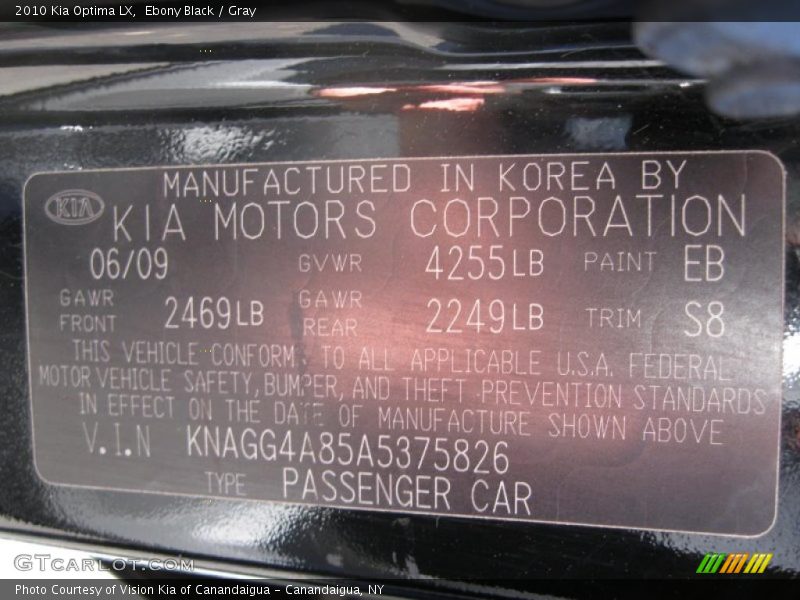 2010 Kia Optima LX,  Ebony Black / Gray
MANUFACTURED IN KOREA BY
KIA KIA MOTORS CORPORATION
06/09 GVWR 4255LB PAINT EB
GAWR FRONT 2469LB GAWR REAR 2249LB TRIM S8
THIS VEHICLE CONFORM TO ALL APPLICABLE U.S.A. FEDERAL
MOTOR VEHICLE SAFETY, BUMPER, AND THEFT PREVENTION STANDARDS
IN EFFECT ON THE DATE OF MANUFACTURE SHOWN ABOVE
V.I.N KNAGG4A85A5375826
TYPE PASSENGER CAR
GTCARLOT.COM
Photo Courtesy of Vision Kia of Canandaigua – Canandaigua, NY